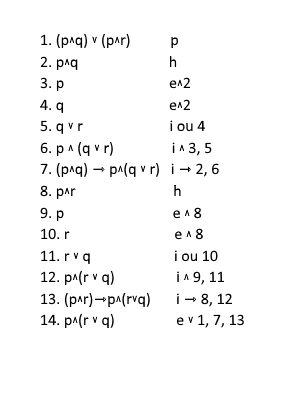 1. (p∧q) ∨ (p∧r) p
2. p∧q h
3. p e∧2
4. q e∧2
5. q ∨ r i ou 4
6. p ∧ (q ∨ r) i ∧ 3, 5
7. (p∧q) → p∧(q ∨ r) i → 2, 6
8. p∧r h
9. p e ∧ 8
10. r e ∧ 8
11. r ∨ q i ou 10
12. p∧(r ∨ q) i ∧ 9, 11
13. (p∧r)→p∧(r∨q) i → 8, 12
14. p∧(r ∨ q) e ∨ 1, 7, 13